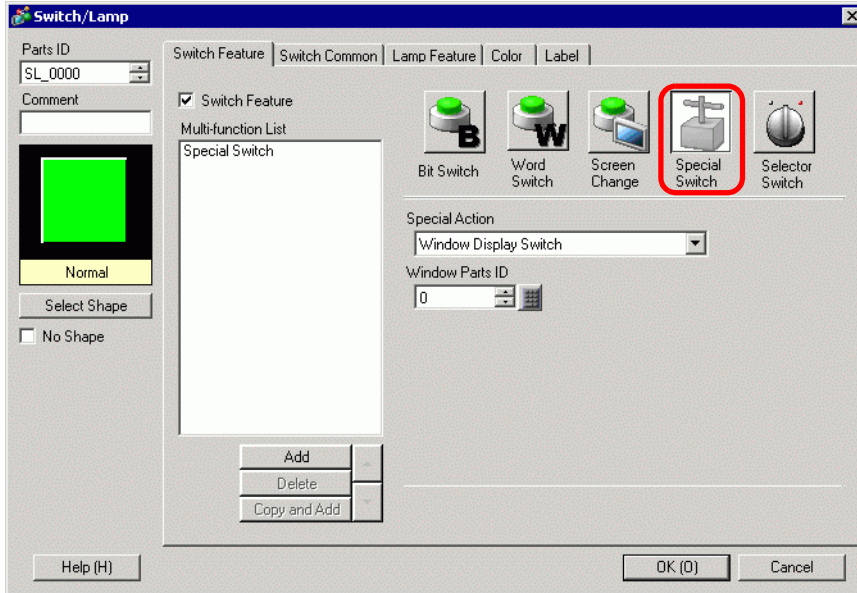 Switch/Lamp
Parts ID
SL_0000
Comment
Normal
Select Shape
No Shape
Switch Feature
Switch Common
Lamp Feature
Color
Label
Switch Feature
Multi-function List
Special Switch
Add
Delete
Copy and Add
B
Bit Switch
W
Word
Switch
Screen
Change
Special
Switch
Selector
Switch
Special Action
Window Display Switch
Window Parts ID
0
Help (H)
OK (O)
Cancel